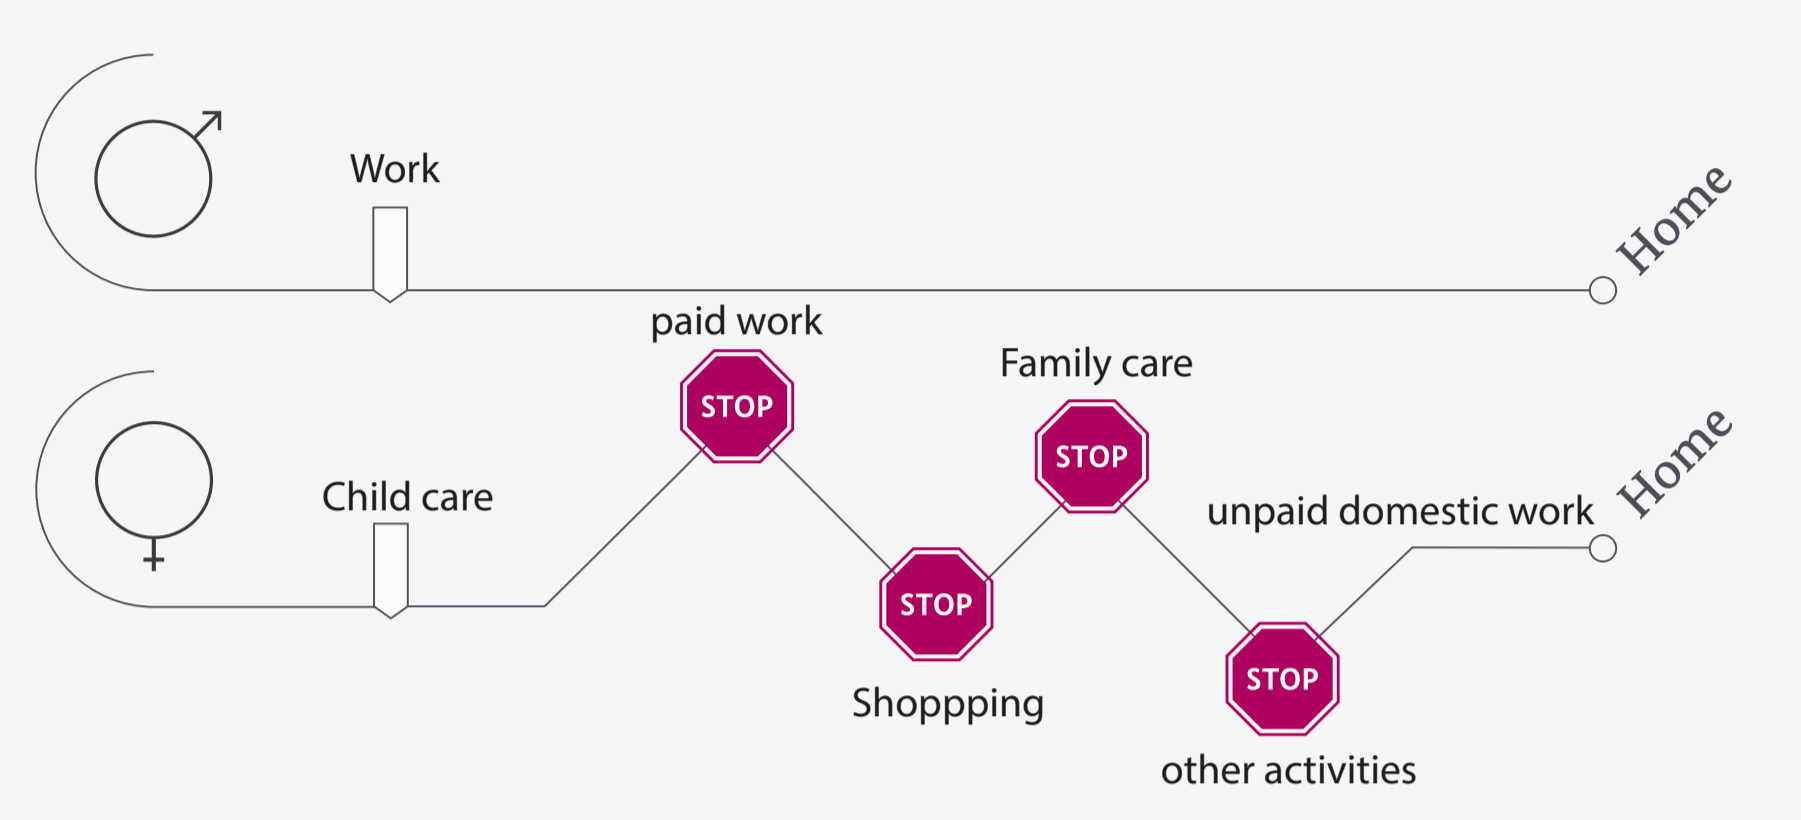 Work
Home
paid work
STOP
Family care
STOP
Child care
unpaid domestic work
Home
STOP
Shoppping
STOP
other activities